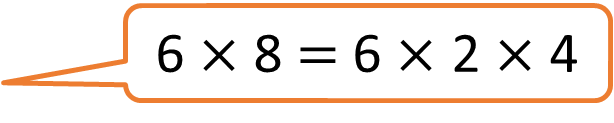 6 × 8 = 6 × 2 × 4